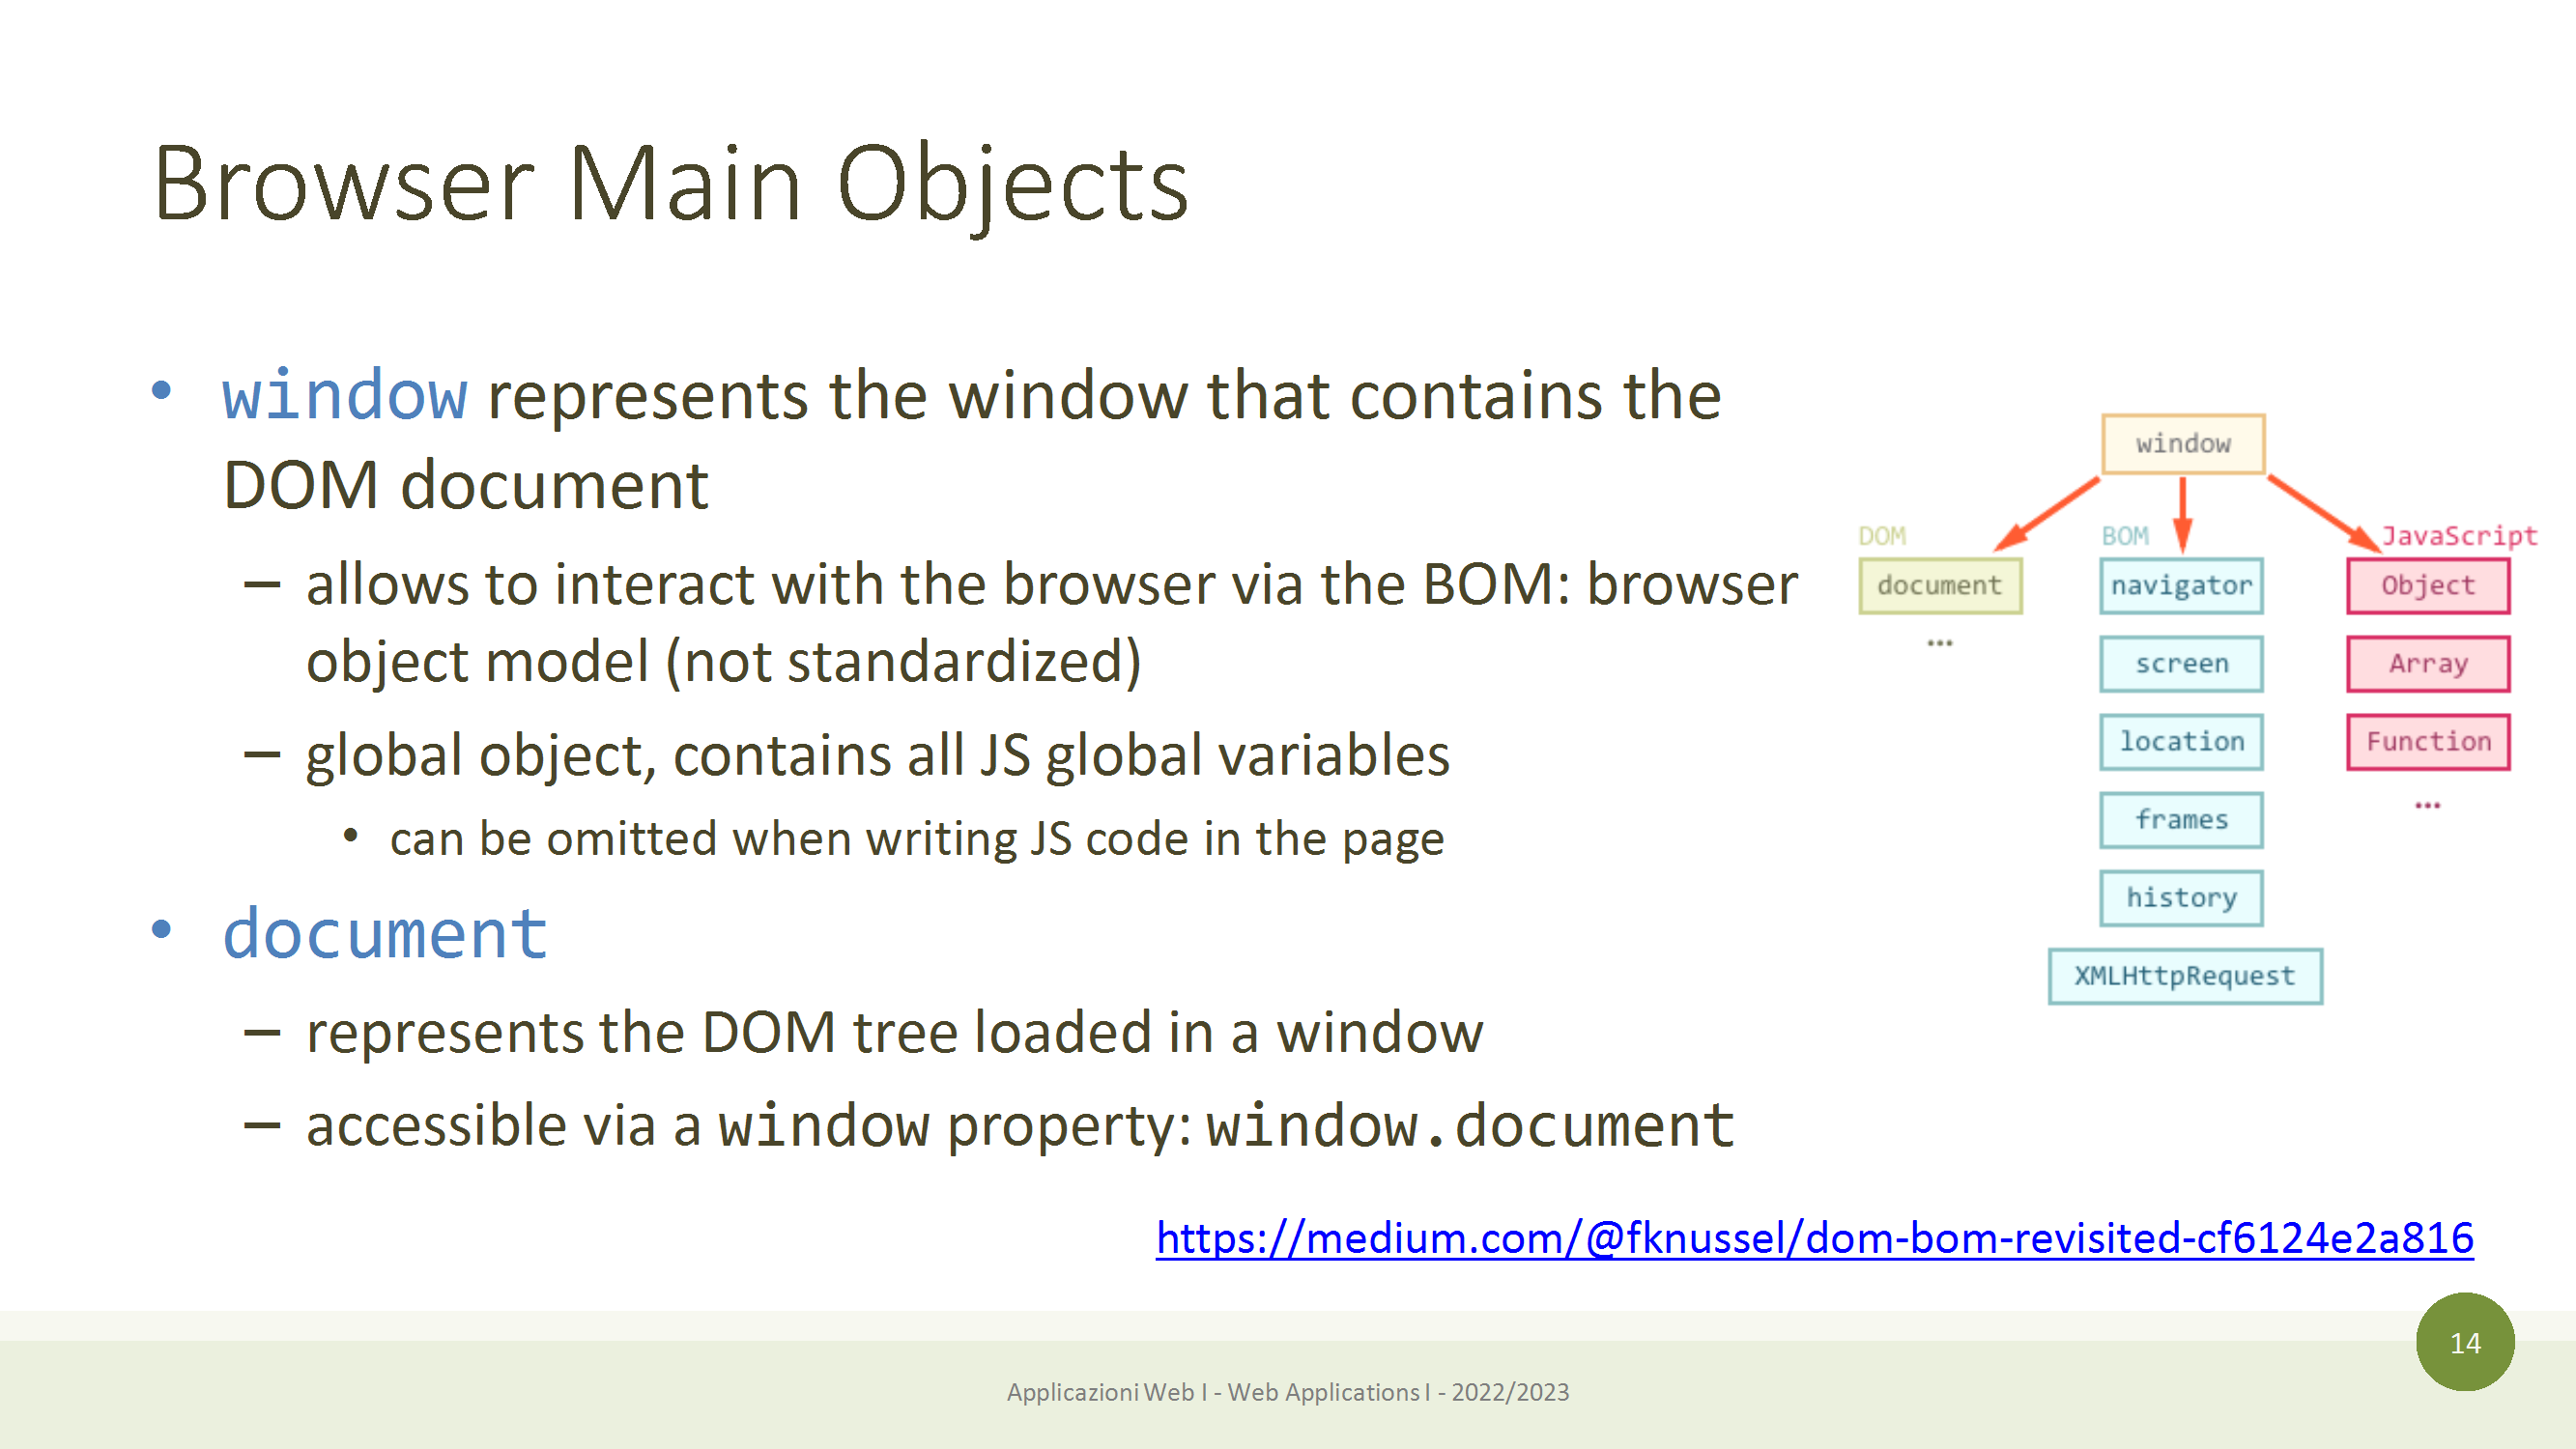 Browser Main Objects
• window represents the window that contains the
DOM document
– allows to interact with the browser via the BOM: browser
object model (not standardized)
– global object, contains all JS global variables
• can be omitted when writing JS code in the page
• document
– represents the DOM tree loaded in a window
– accessible via a window property: window.document
window
DOM
document
...
BOM
navigator
screen
location
frames
history
XMLHttpRequest
JavaScript
Object
Array
Function
...
https://medium.com/@fknussel/dom-bom-revisited-cf6124e2a816
14
Applicazioni Web I - Web Applications I - 2022/2023